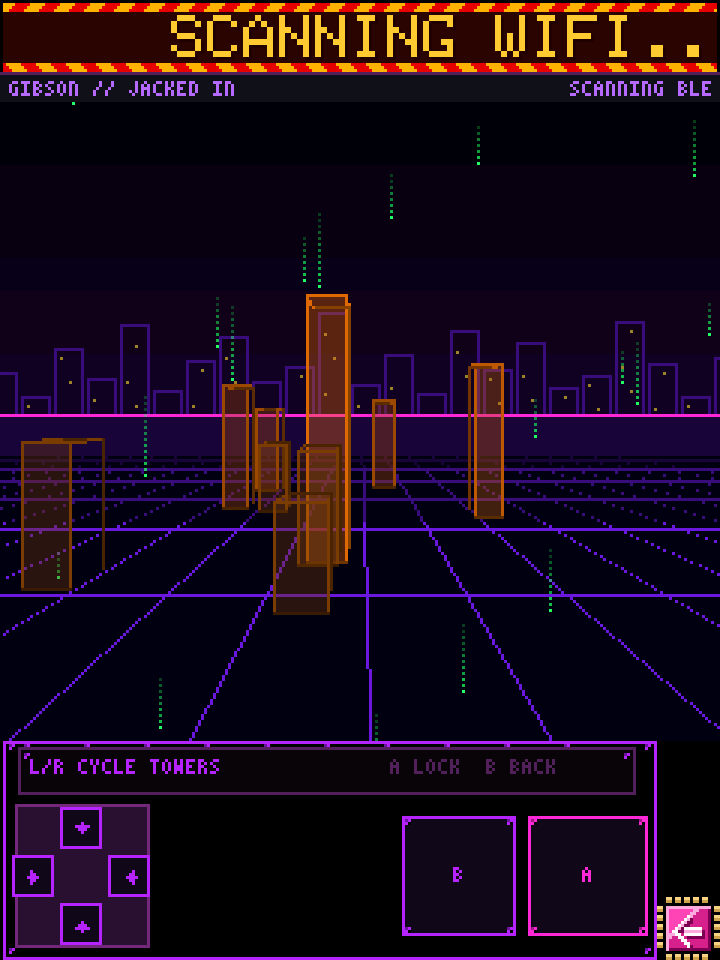 SCANNING WIFI..
GIBSON // JACKED IN
SCANNING BLE
L/R CYCLE TOWERS
A LOCK B BACK
B
A